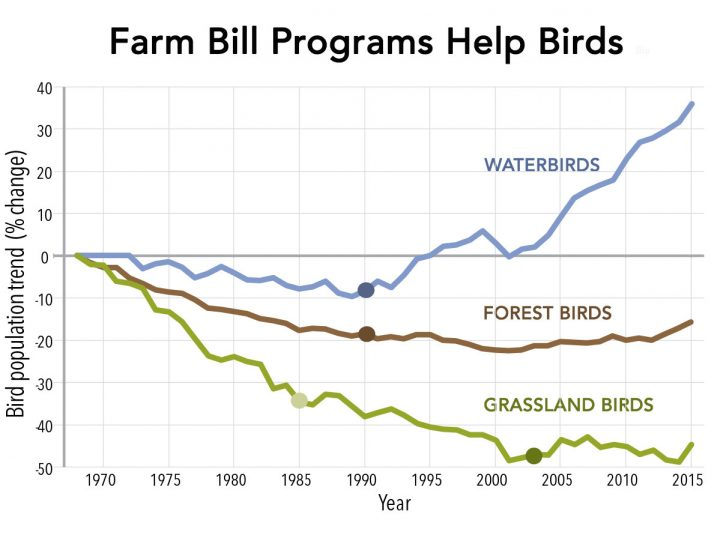 Farm Bill Programs Help Birds
Bird population trend (% change)
40
30
20
10
0
-10
-20
-30
-40
-50
WATERBIRDS
FOREST BIRDS
GRASSLAND BIRDS
1970 1975 1980 1985 1990 1995 2000 2005 2010 2015
Year